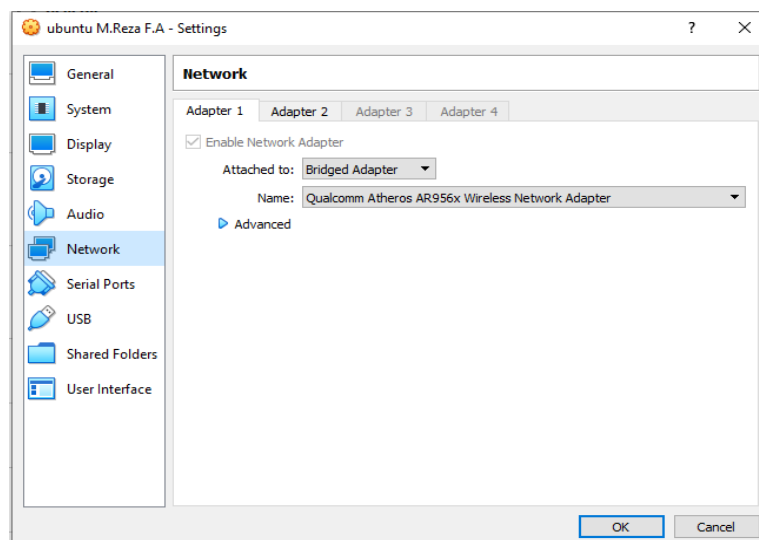 ubuntu M.Reza F.A - Settings
?
General
System
Display
Storage
Audio
Network
Serial Ports
USB
Shared Folders
User Interface
Network
Adapter 1 Adapter 2 Adapter 3 Adapter 4
Enable Network Adapter
Attached to: Bridged Adapter
Name: Qualcomm Atheros AR956x Wireless Network Adapter
Advanced
OK Cancel